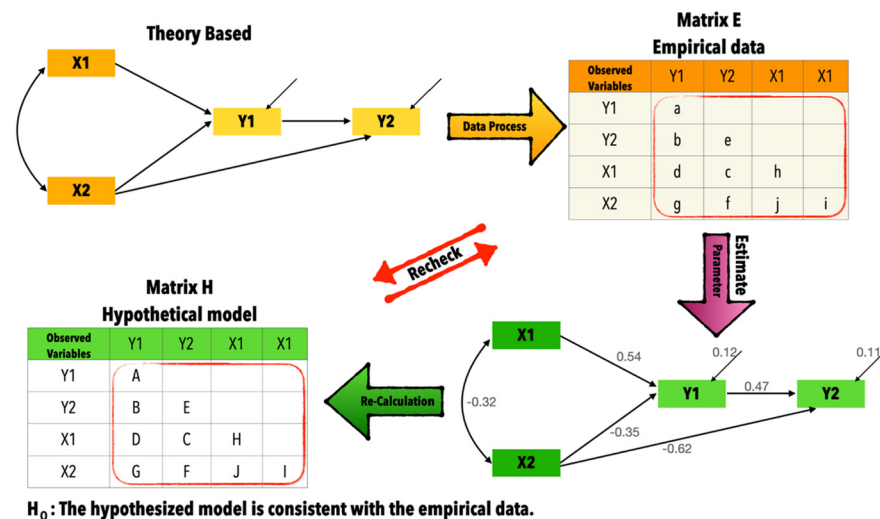 Theory Based
X1
Y1
Y2
X2
Data Process
Matrix E
Empirical data
Observed Variables Y1 Y2 X1 X1
Y1 a
Y2 b e
X1 d c h
X2 g f j i
Estimate
Parameter
Recheck
Matrix H
Hypothetical model
Observed Variables Y1 Y2 X1 X1
Y1 A
Y2 B E
X1 D C H
X2 G F J I
Re-Calculation
X1
0.54
0.12
0.11
-0.32
Y1
0.47
Y2
-0.35
-0.62
X2
H0 : The hypothesized model is consistent with the empirical data.